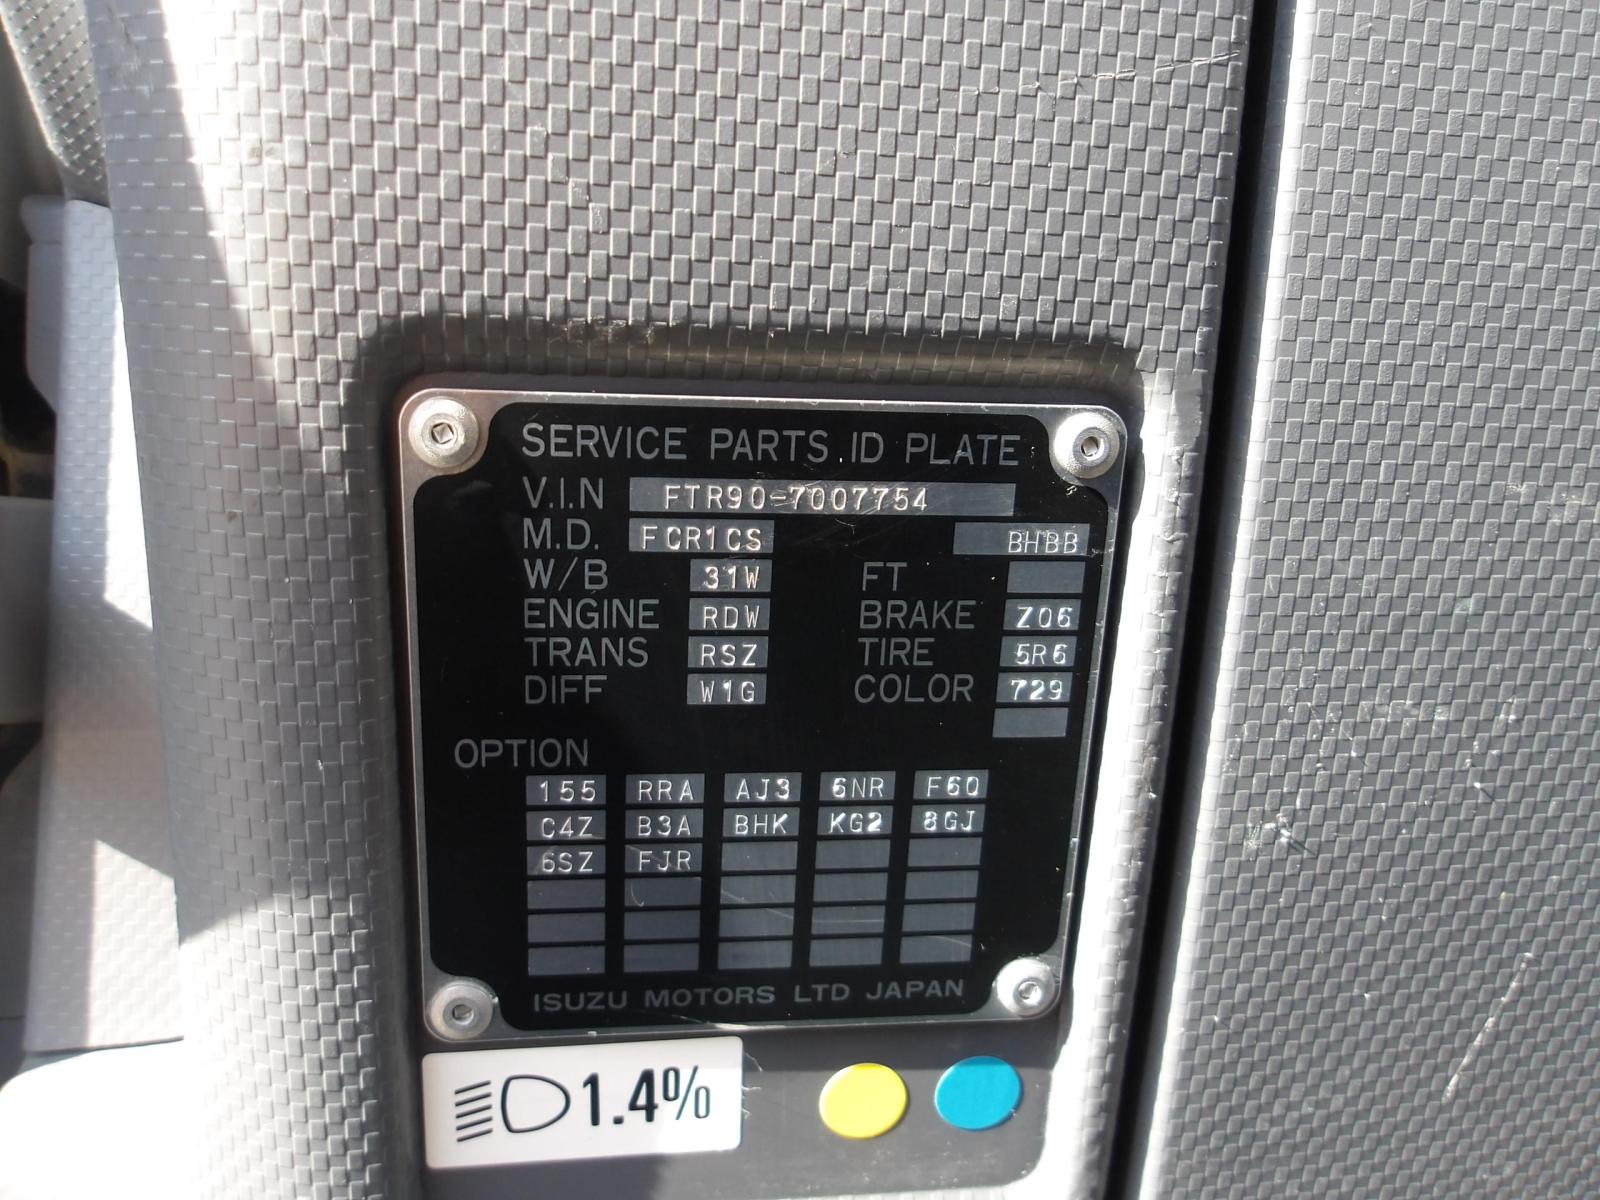 SERVICE PARTS ID PLATE
V.I.N FTR90-7007754
M.D. FCR1CS BHBB
W/B 31W FT
ENGINE RDW BRAKE Z06
TRANS RSZ TIRE 5R6
DIFF W1G COLOR 729
OPTION
155 RRA AJ3 6NR F6Q
C4Z B3A BHK KG2 8GJ
6SZ FJR
ISUZU MOTORS LTD JAPAN
1.4%